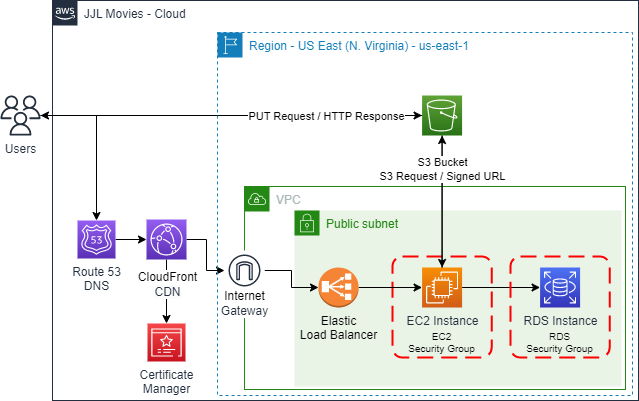 aws
JJL Movies - Cloud
Region - US East (N. Virginia) - us-east-1
Users
PUT Request / HTTP Response
S3 Bucket
S3 Request / Signed URL
VPC
Public subnet
53
Route 53
DNS
CloudFront
CDN
Internet
Gateway
Elastic
Load Balancer
EC2 Instance
EC2
Security Group
RDS Instance
RDS
Security Group
Certificate
Manager